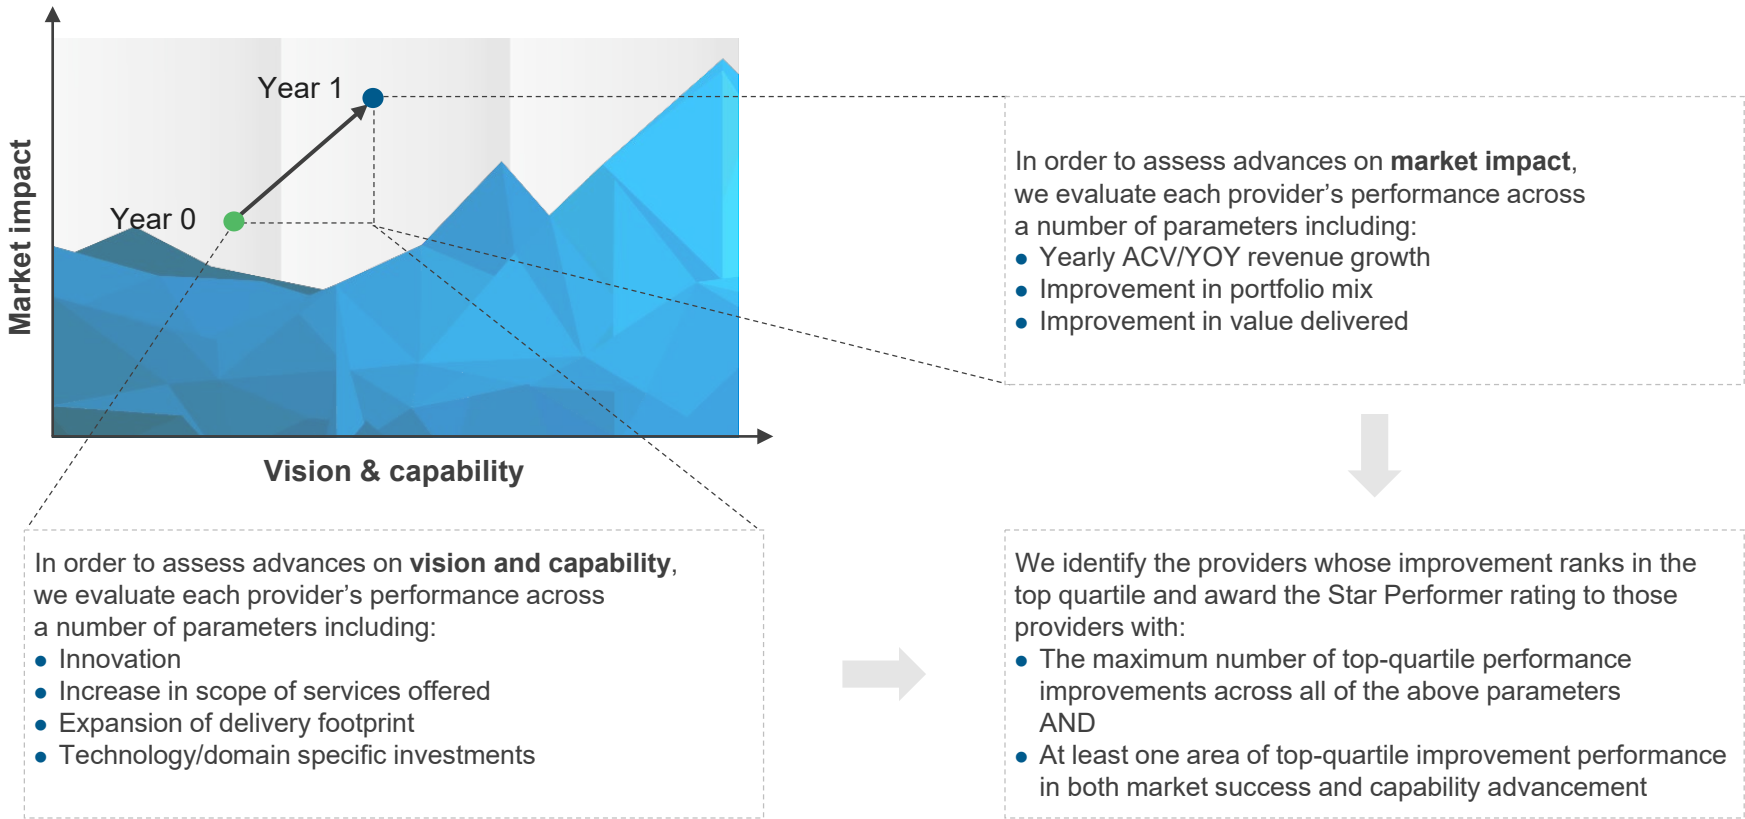 Year 1
Year 0
Market impact
Vision & capability
In order to assess advances on market impact,
we evaluate each provider’s performance across
a number of parameters including:
● Yearly ACV/YOY revenue growth
● Improvement in portfolio mix
● Improvement in value delivered
In order to assess advances on vision and capability,
we evaluate each provider’s performance across
a number of parameters including:
● Innovation
● Increase in scope of services offered
● Expansion of delivery footprint
● Technology/domain specific investments
We identify the providers whose improvement ranks in the
top quartile and award the Star Performer rating to those
providers with:
● The maximum number of top-quartile performance
improvements across all of the above parameters
AND
● At least one area of top-quartile improvement performance
in both market success and capability advancement